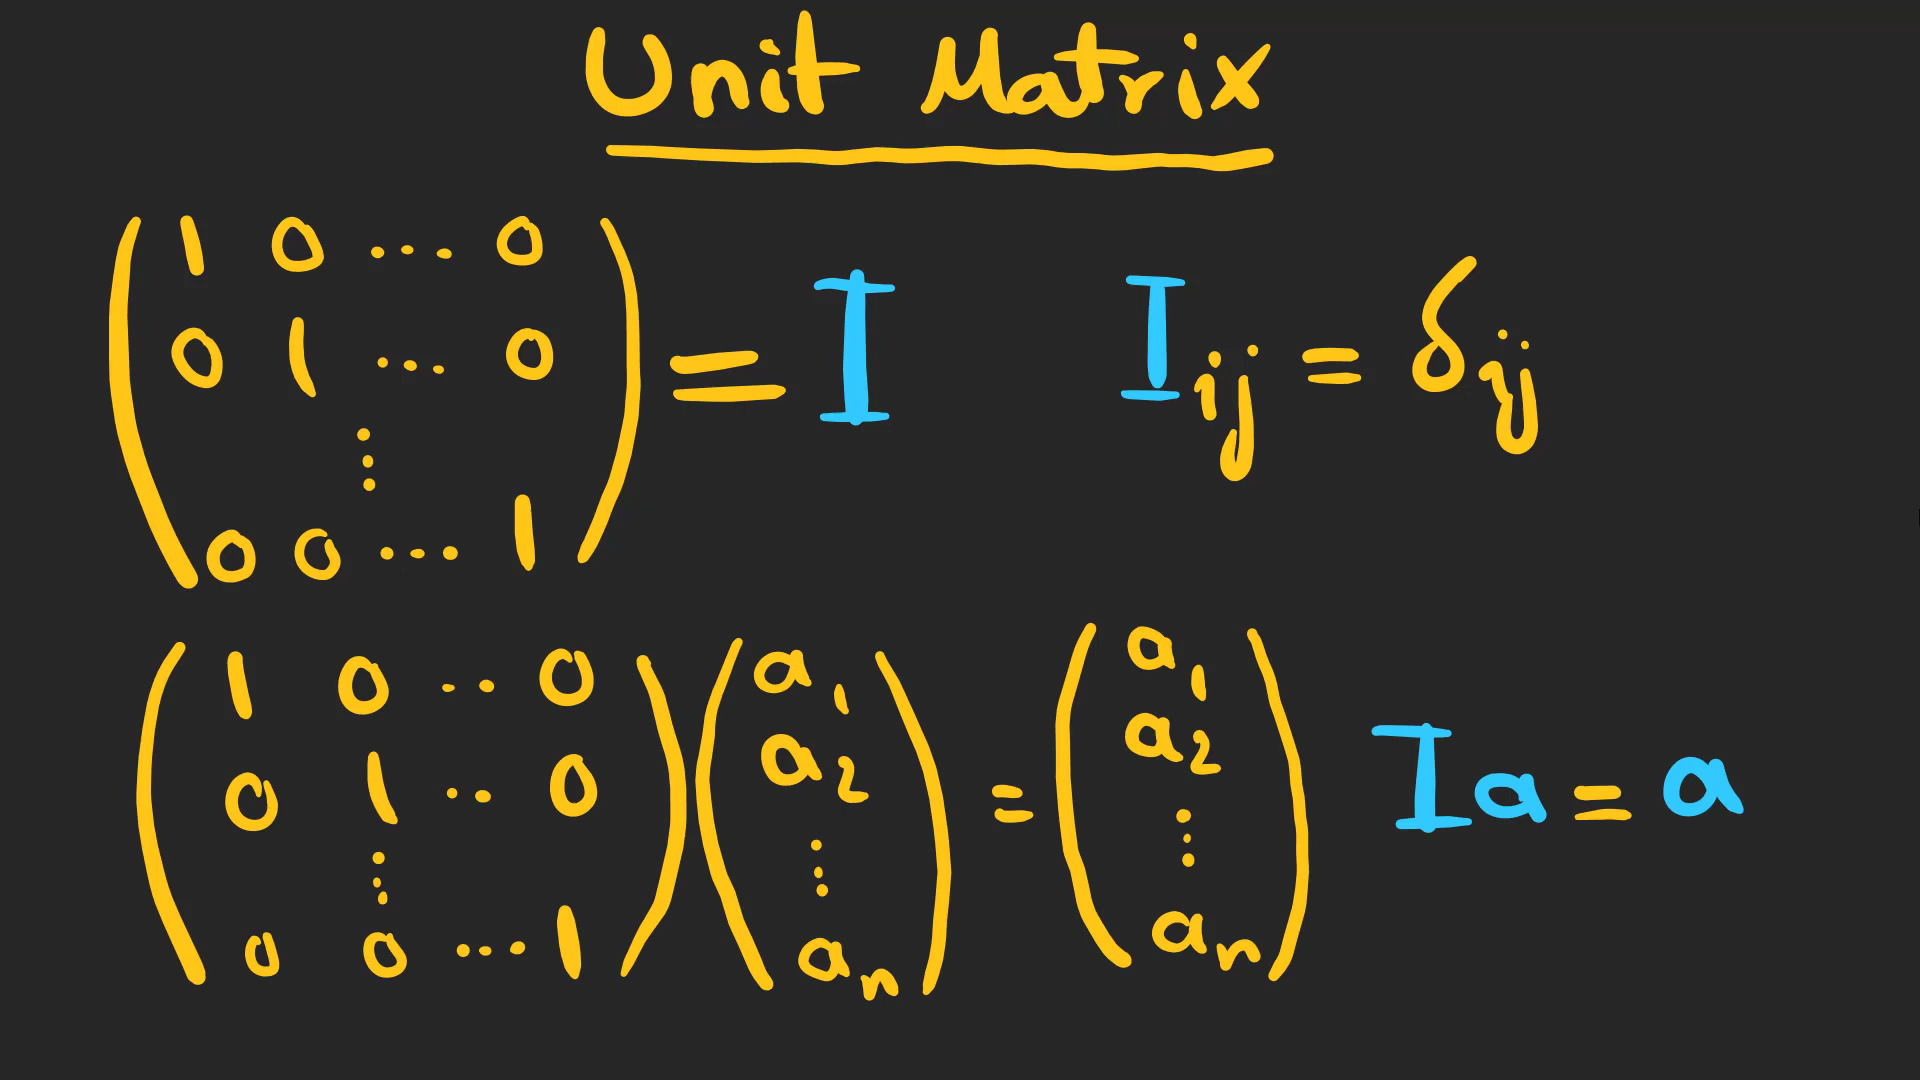 Unit Matrix
( 1 0 ... 0
0 1 ... 0
⋮
0 0 ... 1 ) = I
I_ij = δ_ij
( 1 0 .. 0
0 1 .. 0
⋮
0 0 ... 1 ) ( a_1
a_2
⋮
a_n ) = ( a_1
a_2
⋮
a_n )
Ia = a